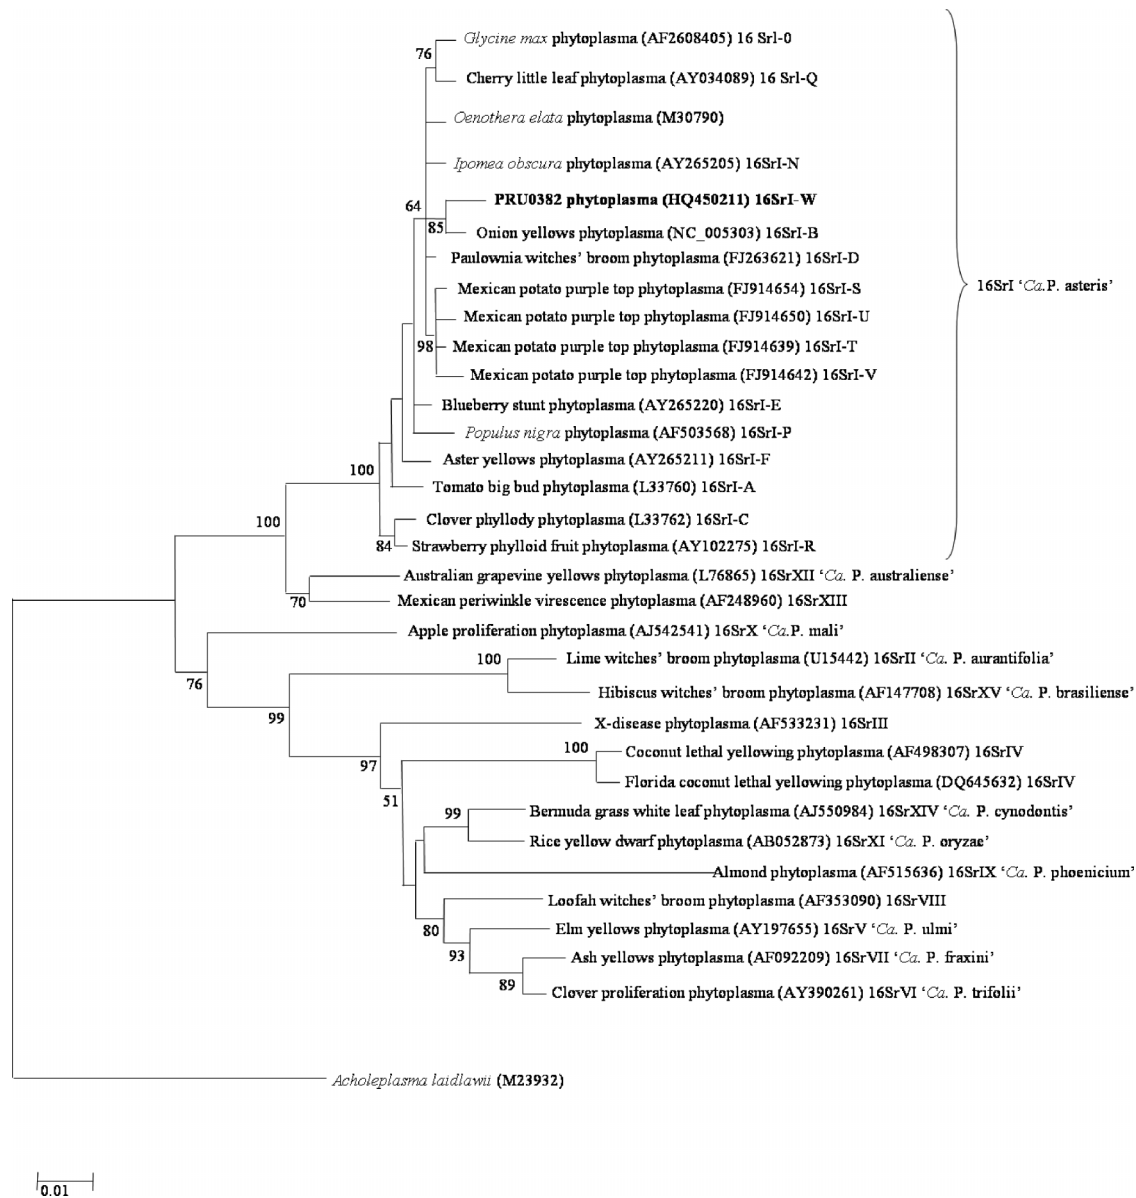 Glycine max phytoplasma (AF2608405) 16 Srl-0
76
Cherry little leaf phytoplasma (AY034089) 16 Srl-Q
Oenothera elata phytoplasma (M30790)
Ipomea obscura phytoplasma (AY265205) 16SrI-N
PRU0382 phytoplasma (HQ450211) 16SrI-W
64
85
Onion yellows phytoplasma (NC_005303) 16SrI-B
Paulownia witches’ broom phytoplasma (FJ263621) 16SrI-D
16SrI ‘Ca.P. asteris’
Mexican potato purple top phytoplasma (FJ914654) 16SrI-S
Mexican potato purple top phytoplasma (FJ914650) 16SrI-U
98
Mexican potato purple top phytoplasma (FJ914639) 16SrI-T
Mexican potato purple top phytoplasma (FJ914642) 16SrI-V
Blueberry stunt phytoplasma (AY265220) 16SrI-E
Populus nigra phytoplasma (AF503568) 16SrI-P
Aster yellows phytoplasma (AY265211) 16SrI-F
100
Tomato big bud phytoplasma (L33760) 16SrI-A
Clover phyllody phytoplasma (L33762) 16SrI-C
100
84
Strawberry phylloid fruit phytoplasma (AY102275) 16SrI-R
Australian grapevine yellows phytoplasma (L76865) 16SrXII ‘Ca. P. australiense’
70
Mexican periwinkle virescence phytoplasma (AF248960) 16SrXIII
Apple proliferation phytoplasma (AJ542541) 16SrX ‘Ca.P. mali’
100
Lime witches’ broom phytoplasma (U15442) 16SrII ‘Ca. P. aurantifolia’
76
Hibiscus witches’ broom phytoplasma (AF147708) 16SrXV ‘Ca. P. brasiliense’
99
X-disease phytoplasma (AF533231) 16SrIII
100
Coconut lethal yellowing phytoplasma (AF498307) 16SrIV
97
Florida coconut lethal yellowing phytoplasma (DQ645632) 16SrIV
51
99
Bermuda grass white leaf phytoplasma (AJ550984) 16SrXIV ‘Ca. P. cynodontis’
Rice yellow dwarf phytoplasma (AB052873) 16SrXI ‘Ca. P. oryzae’
Almond phytoplasma (AF515636) 16SrIX ‘Ca. P. phoenicium’
Loofah witches’ broom phytoplasma (AF353090) 16SrVIII
80
Elm yellows phytoplasma (AY197655) 16SrV ‘Ca. P. ulmi’
93
Ash yellows phytoplasma (AF092209) 16SrVII ‘Ca. P. fraxini’
89
Clover proliferation phytoplasma (AY390261) 16SrVI ‘Ca. P. trifolii’
Acholeplasma laidlawii (M23932)
0.01